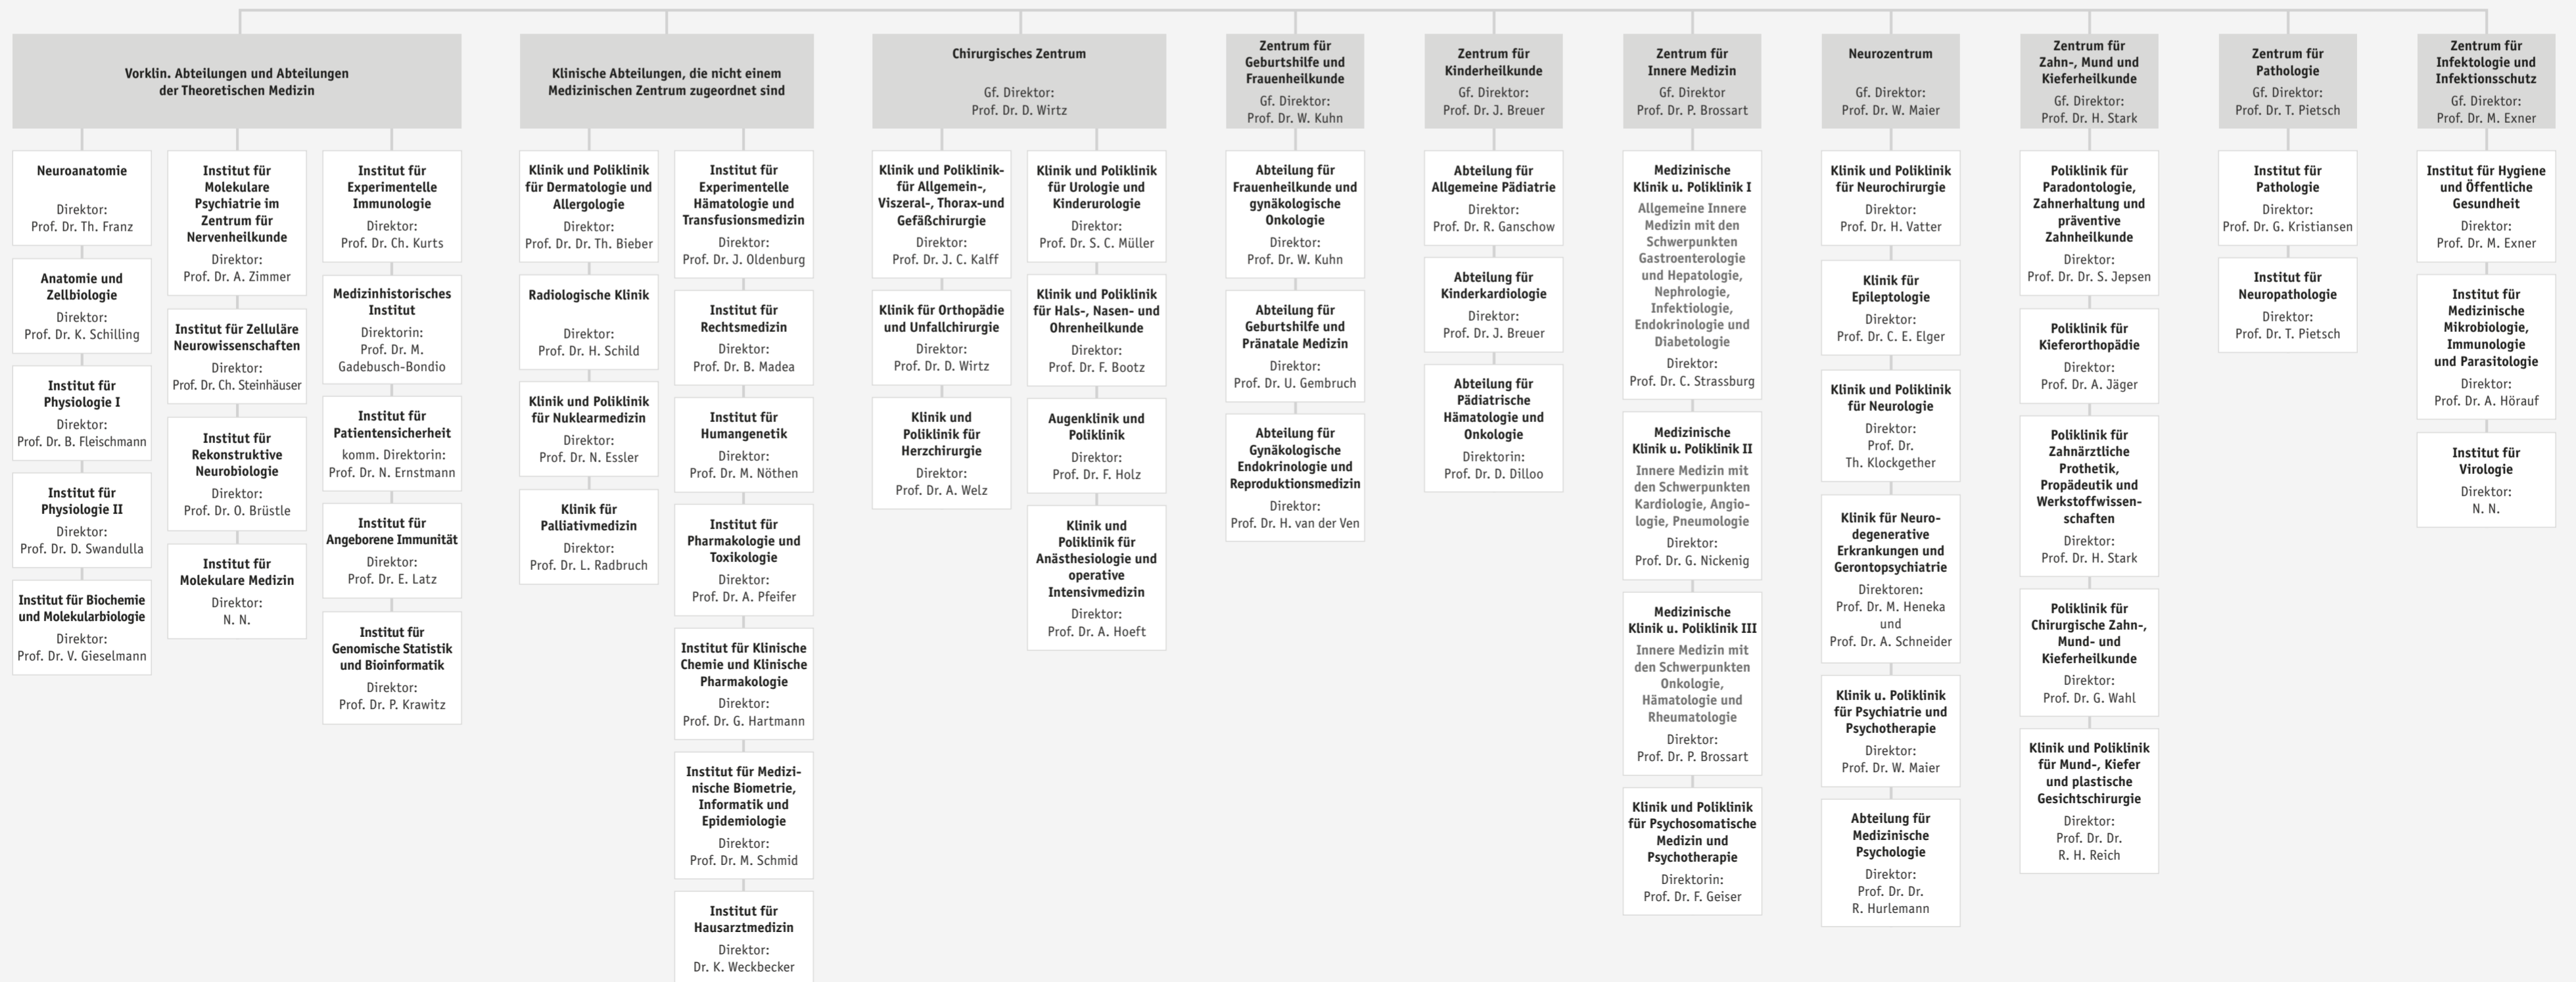 Vorklin. Abteilungen und Abteilungen
der Theoretischen Medizin
Neuroanatomie
Direktor:
Prof. Dr. Th. Franz
Anatomie und
Zellbiologie
Direktor:
Prof. Dr. K. Schilling
Institut für
Physiologie I
Direktor:
Prof. Dr. B. Fleischmann
Institut für
Physiologie II
Direktor:
Prof. Dr. D. Swandulla
Institut für Biochemie
und Molekularbiologie
Direktor:
Prof. Dr. V. Gieselmann
Institut für
Molekulare
Psychiatrie im
Zentrum für
Nervenheilkunde
Direktor:
Prof. Dr. A. Zimmer
Institut für Zelluläre
Neurowissenschaften
Direktor:
Prof. Dr. Ch. Steinhäuser
Institut für
Rekonstruktive
Neurobiologie
Direktor:
Prof. Dr. O. Brüstle
Institut für
Molekulare Medizin
Direktor:
N. N.
Institut für
Experimentelle
Immunologie
Direktor:
Prof. Dr. Ch. Kurts
Medizinhistorisches
Institut
Direktorin:
Prof. Dr. M.
Gadebusch-Bondio
Institut für
Patientensicherheit
komm. Direktorin:
Prof. Dr. N. Ernstmann
Institut für
Angeborene Immunität
Direktor:
Prof. Dr. E. Latz
Institut für
Genomische Statistik
und Bioinformatik
Direktor:
Prof. Dr. P. Krawitz
Klinische Abteilungen, die nicht einem
Medizinischen Zentrum zugeordnet sind
Klinik und Poliklinik
für Dermatologie und
Allergologie
Direktor:
Prof. Dr. Dr. Th. Bieber
Radiologische Klinik
Direktor:
Prof. Dr. H. Schild
Klinik und Poliklinik
für Nuklearmedizin
Direktor:
Prof. Dr. N. Essler
Klinik für
Palliativmedizin
Direktor:
Prof. Dr. L. Radbruch
Institut für
Experimentelle
Hämatologie und
Transfusionsmedizin
Direktor:
Prof. Dr. J. Oldenburg
Institut für
Rechtsmedizin
Direktor:
Prof. Dr. B. Madea
Institut für
Humangenetik
Direktor:
Prof. Dr. M. Nöthen
Institut für
Pharmakologie und
Toxikologie
Direktor:
Prof. Dr. A. Pfeifer
Institut für Klinische
Chemie und Klinische
Pharmakologie
Direktor:
Prof. Dr. G. Hartmann
Institut für Medizi-
nische Biometrie,
Informatik und
Epidemiologie
Direktor:
Prof. Dr. M. Schmid
Institut für
Hausarztmedizin
Direktor:
Dr. K. Weckbecker
Chirurgisches Zentrum
Gf. Direktor:
Prof. Dr. D. Wirtz
Klinik und Poliklinik-
für Allgemein-,
Viszeral-, Thorax-und
Gefäßchirurgie
Direktor:
Prof. Dr. J. C. Kalff
Klinik für Orthopädie
und Unfallchirurgie
Direktor:
Prof. Dr. D. Wirtz
Klinik und
Poliklinik für
Herzchirurgie
Direktor:
Prof. Dr. A. Welz
Klinik und Poliklinik
für Urologie und
Kinderurologie
Direktor:
Prof. Dr. S. C. Müller
Klinik und Poliklinik
für Hals-, Nasen- und
Ohrenheilkunde
Direktor:
Prof. Dr. F. Bootz
Augenklinik und
Poliklinik
Direktor:
Prof. Dr. F. Holz
Klinik und
Poliklinik für
Anästhesiologie und
operative
Intensivmedizin
Direktor:
Prof. Dr. A. Hoeft
Zentrum für
Geburtshilfe und
Frauenheilkunde
Gf. Direktor:
Prof. Dr. W. Kuhn
Abteilung für
Frauenheilkunde und
gynäkologische
Onkologie
Direktor:
Prof. Dr. W. Kuhn
Abteilung für
Geburtshilfe und
Pränatale Medizin
Direktor:
Prof. Dr. U. Gembruch
Abteilung für
Gynäkologische
Endokrinologie und
Reproduktionsmedizin
Direktor:
Prof. Dr. H. van der Ven
Zentrum für
Kinderheilkunde
Gf. Direktor:
Prof. Dr. J. Breuer
Abteilung für
Allgemeine Pädiatrie
Direktor:
Prof. Dr. R. Ganschow
Abteilung für
Kinderkardiologie
Direktor:
Prof. Dr. J. Breuer
Abteilung für
Pädiatrische
Hämatologie und
Onkologie
Direktorin:
Prof. Dr. D. Dilloo
Zentrum für
Innere Medizin
Gf. Direktor
Prof. Dr. P. Brossart
Medizinische
Klinik u. Poliklinik I
Allgemeine Innere
Medizin mit den
Schwerpunkten
Gastroenterologie
und Hepatologie,
Nephrologie,
Infektiologie,
Endokrinologie und
Diabetologie
Direktor:
Prof. Dr. C. Strassburg
Medizinische
Klinik u. Poliklinik II
Innere Medizin mit
den Schwerpunkten
Kardiologie, Angio-
logie, Pneumologie
Direktor:
Prof. Dr. G. Nickenig
Medizinische
Klinik u. Poliklinik III
Innere Medizin mit
den Schwerpunkten
Onkologie,
Hämatologie und
Rheumatologie
Direktor:
Prof. Dr. P. Brossart
Klinik und Poliklinik
für Psychosomatische
Medizin und
Psychotherapie
Direktorin:
Prof. Dr. F. Geiser
Neurozentrum
Gf. Direktor:
Prof. Dr. W. Maier
Klinik und Poliklinik
für Neurochirurgie
Direktor:
Prof. Dr. H. Vatter
Klinik für
Epileptologie
Direktor:
Prof. Dr. C. E. Elger
Klinik und Poliklinik
für Neurologie
Direktor:
Prof. Dr.
Th. Klockgether
Klinik für Neuro-
degenerative
Erkrankungen und
Gerontopsychiatrie
Direktoren:
Prof. Dr. M. Heneka
und
Prof. Dr. A. Schneider
Klinik u. Poliklinik
für Psychiatrie und
Psychotherapie
Direktor:
Prof. Dr. W. Maier
Abteilung für
Medizinische
Psychologie
Direktor:
Prof. Dr. Dr.
R. Hurlemann
Zentrum für
Zahn-, Mund und
Kieferheilkunde
Gf. Direktor:
Prof. Dr. H. Stark
Poliklinik für
Paradontologie,
Zahnerhaltung und
präventive
Zahnheilkunde
Direktor:
Prof. Dr. Dr. S. Jepsen
Poliklinik für
Kieferorthopädie
Direktor:
Prof. Dr. A. Jäger
Poliklinik für
Zahnärztliche
Prothetik,
Propädeutik und
Werkstoffwissen-
schaften
Direktor:
Prof. Dr. H. Stark
Poliklinik für
Chirurgische Zahn-,
Mund- und
Kieferheilkunde
Direktor:
Prof. Dr. G. Wahl
Klinik und Poliklinik
für Mund-, Kiefer
und plastische
Gesichtschirurgie
Direktor:
Prof. Dr. Dr.
R. H. Reich
Zentrum für
Pathologie
Gf. Direktor:
Prof. Dr. T. Pietsch
Institut für
Pathologie
Direktor:
Prof. Dr. G. Kristiansen
Institut für
Neuropathologie
Direktor:
Prof. Dr. T. Pietsch
Zentrum für
Infektologie und
Infektionsschutz
Gf. Direktor:
Prof. Dr. M. Exner
Institut für Hygiene
und Öffentliche
Gesundheit
Direktor:
Prof. Dr. M. Exner
Institut für
Medizinische
Mikrobiologie,
Immunologie
und Parasitologie
Direktor:
Prof. Dr. A. Hörauf
Institut für
Virologie
Direktor:
N. N.